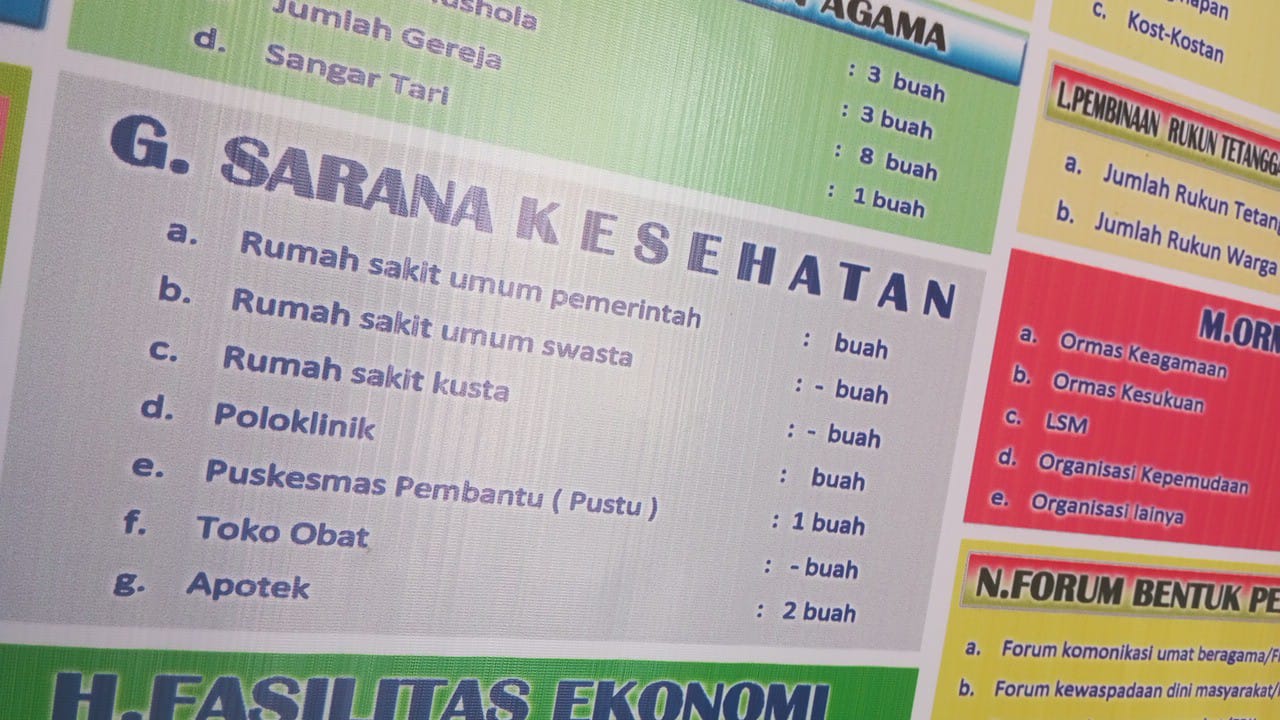 AGAMA
Jumlah Gereja
d. Sangar Tari
: 3 buah
: 3 buah
: 8 buah
: 1 buah
G. SARANA KESEHATAN
a. Rumah sakit umum pemerintah : buah
b. Rumah sakit umum swasta : - buah
c. Rumah sakit kusta : - buah
d. Poloklinik : buah
e. Puskesmas Pembantu ( Pustu ) : 1 buah
f. Toko Obat : - buah
g. Apotek : 2 buah
H.FASILITAS EKONOMI
c. Kost-Kostan
L.PEMBINAAN RUKUN TETANGGA
a. Jumlah Rukun
b. Jumlah Rukun Warga
a. Ormas Keagamaan
b. Ormas Kesukuan
c. LSM
d. Organisasi Kepemudaan
e. Organisasi lainya
N.FORUM BENTUK
a. Forum komonikasi umat beragama/
b. Forum kewaspadaan dini masyarakat/